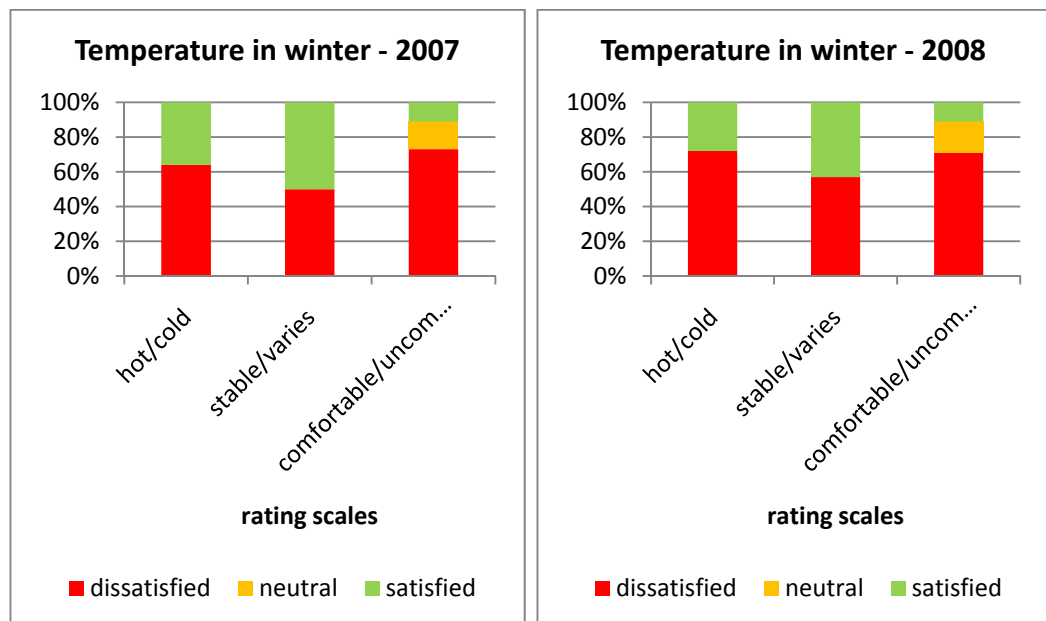 Temperature in winter - 2007
100%
80%
60%
40%
20%
0%
hot/cold
stable/varies
comfortable/uncom...
rating scales
dissatisfied neutral satisfied
Temperature in winter - 2008
100%
80%
60%
40%
20%
0%
hot/cold
stable/varies
comfortable/uncom...
rating scales
dissatisfied neutral satisfied